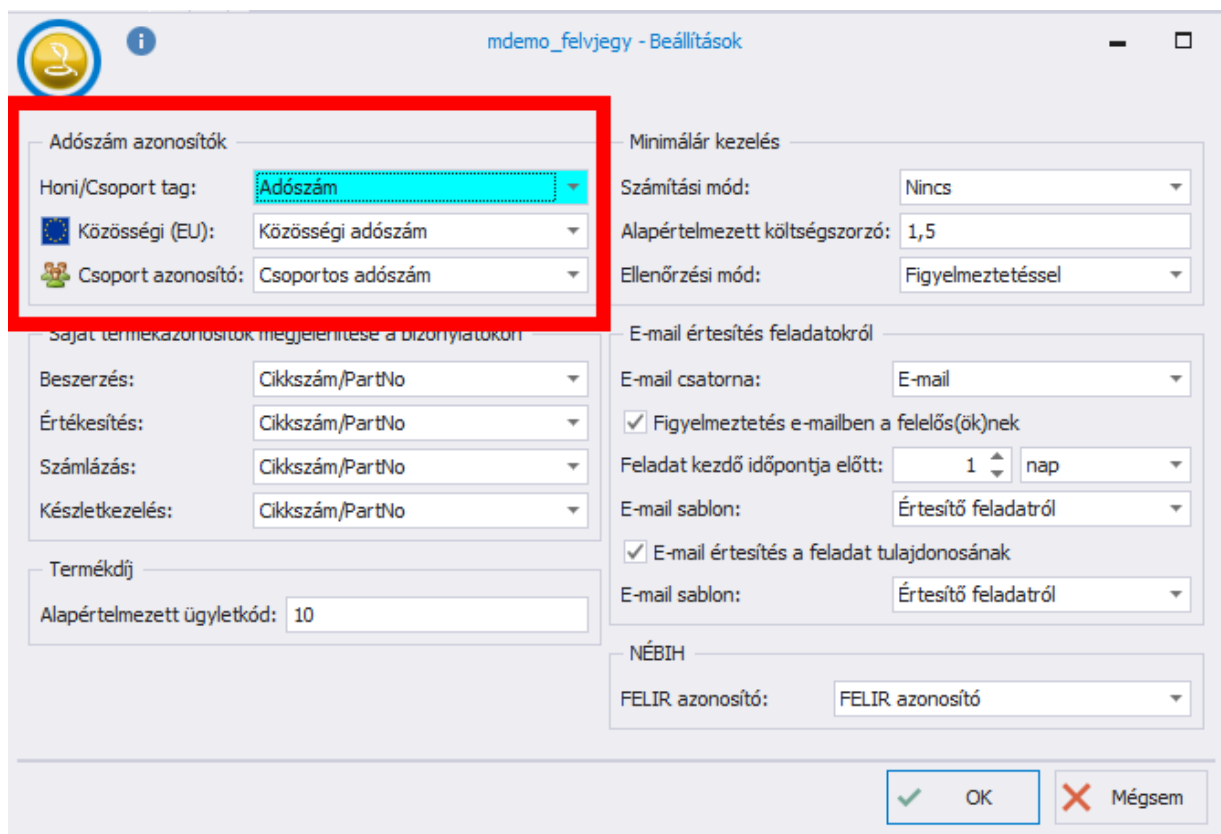 mdemo_felvjegy - Beállítások
Adószám azonosítók
Honi/Csoport tag: Adószám
Közösségi (EU): Közösségi adószám
Csoport azonosító: Csoportos adószám
Saját termékazonosítók megjelenítése a bizonylatokon
Beszerzés: Cikkszám/PartNo
Értékesítés: Cikkszám/PartNo
Számlázás: Cikkszám/PartNo
Készletkezelés: Cikkszám/PartNo
Termékdíj
Alapértelmezett ügyletkód: 10
Minimálár kezelés
Számítási mód: Nincs
Alapértelmezett költségszorzó: 1,5
Ellenőrzési mód: Figyelmeztetéssel
E-mail értesítés feladatokról
E-mail csatorna: E-mail
Figyelmeztetés e-mailben a felelős(ök)nek
Feladat kezdő időpontja előtt: 1 nap
E-mail sablon: Értesítő feladatról
E-mail értesítés a feladat tulajdonosának
E-mail sablon: Értesítő feladatról
NÉBIH
FELIR azonosító: FELIR azonosító
OK Mégsem